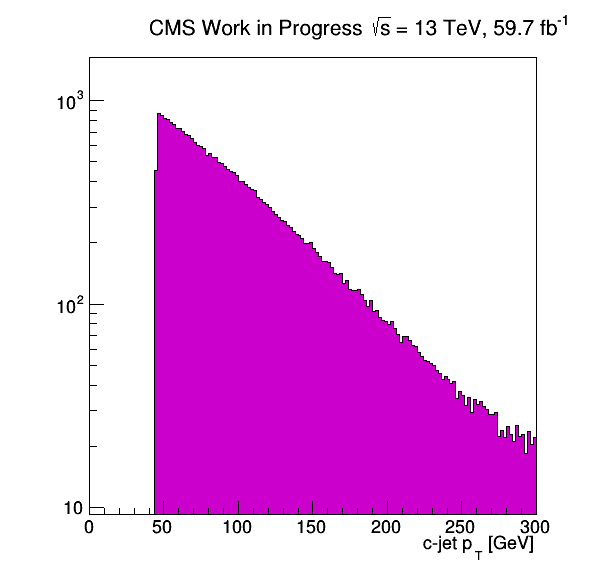 CMS Work in Progress √s = 13 TeV, 59.7 fb⁻¹
10³
10²
10
0 50 100 150 200 250 300
c-jet p_T [GeV]